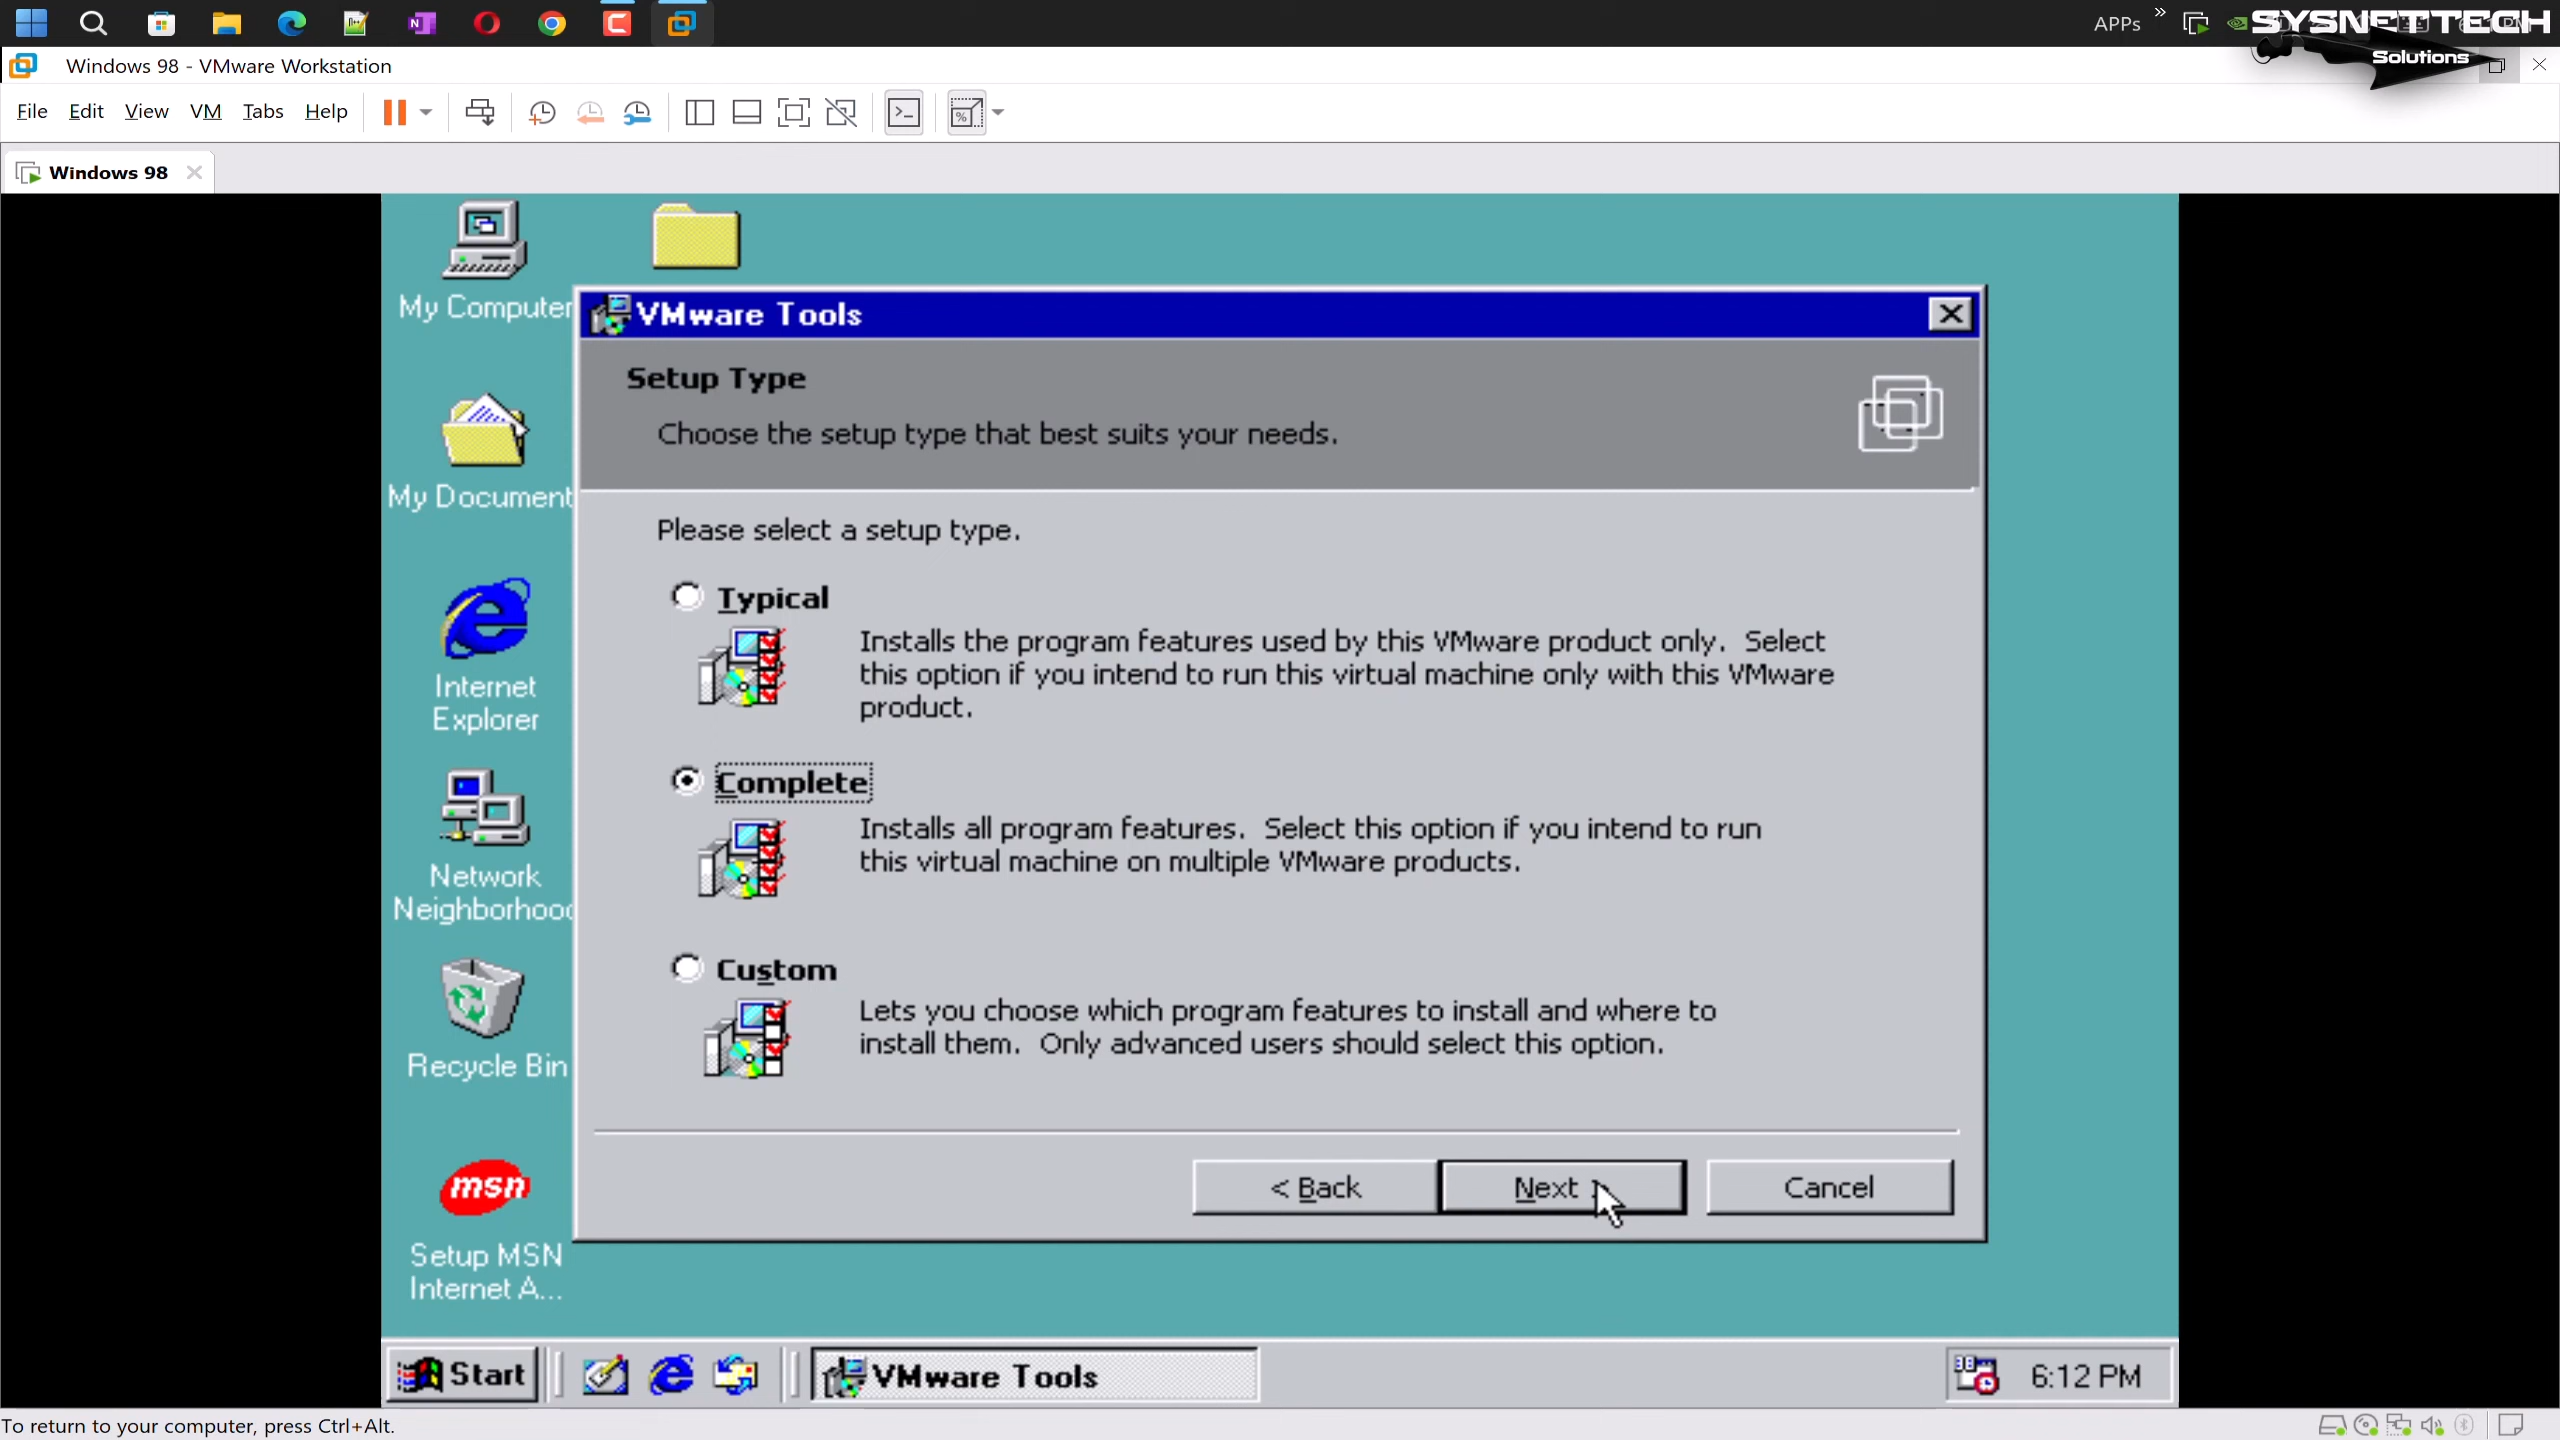 APPs
SYSNETTECH
Solutions
Windows 98 - VMware Workstation
File Edit View VM Tabs Help
Windows 98
My Computer
VMware Tools
Setup Type
Choose the setup type that best suits your needs.
My Document
Please select a setup type.
Typical
Installs the program features used by this VMware product only. Select
this option if you intend to run this virtual machine only with this VMware
product.
Internet
Explorer
Complete
Installs all program features. Select this option if you intend to run
this virtual machine on multiple VMware products.
Network
Neighborhood
Custom
Lets you choose which program features to install and where to
install them. Only advanced users should select this option.
Recycle Bin
< Back
Next >
Cancel
msn
Setup MSN
Internet A...
Start
VMware Tools
6:12 PM
To return to your computer, press Ctrl+Alt.